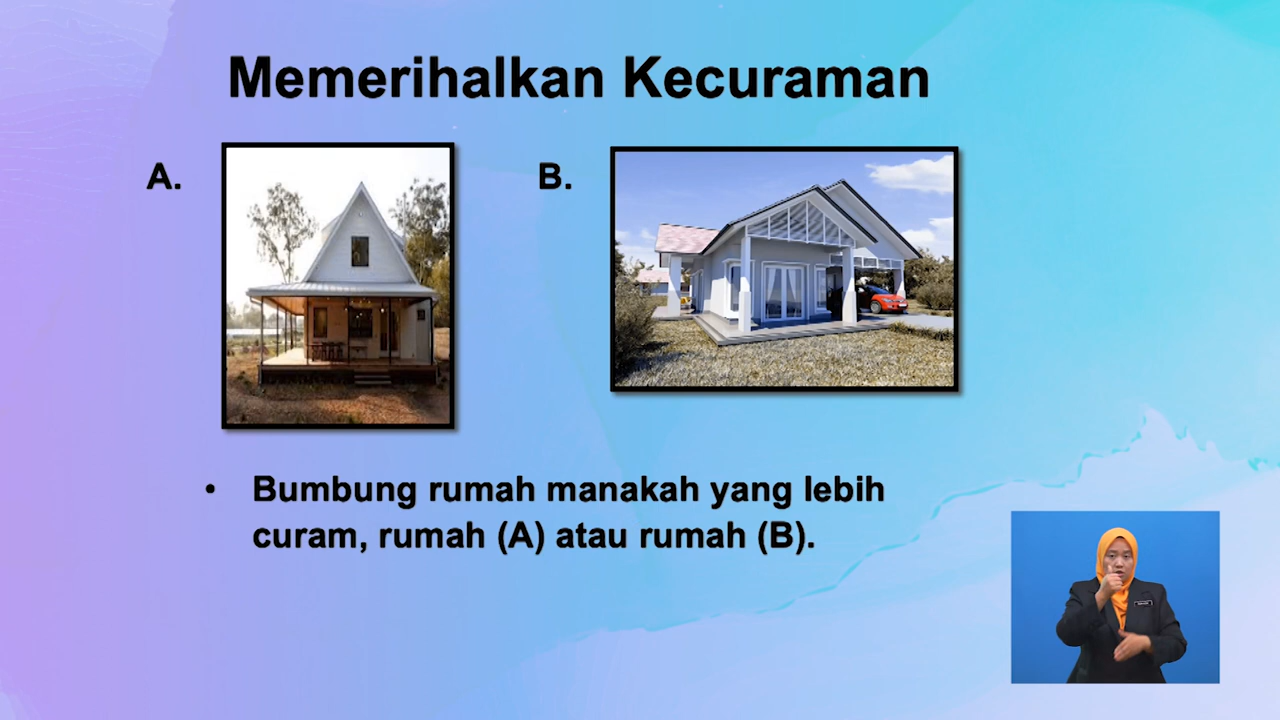 Memerihalkan Kecuraman
A.
B.
• Bumbung rumah manakah yang lebih
curam, rumah (A) atau rumah (B).